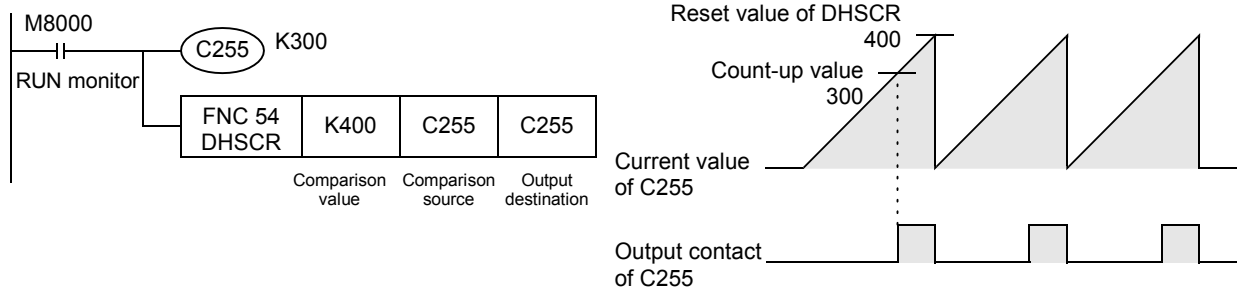 M8000
C255
K300
RUN monitor
FNC 54
DHSCR
K400
C255
C255
Comparison
value
Comparison
source
Output
destination
Reset value of DHSCR
400
Count-up value
300
Current value
of C255
Output contact
of C255